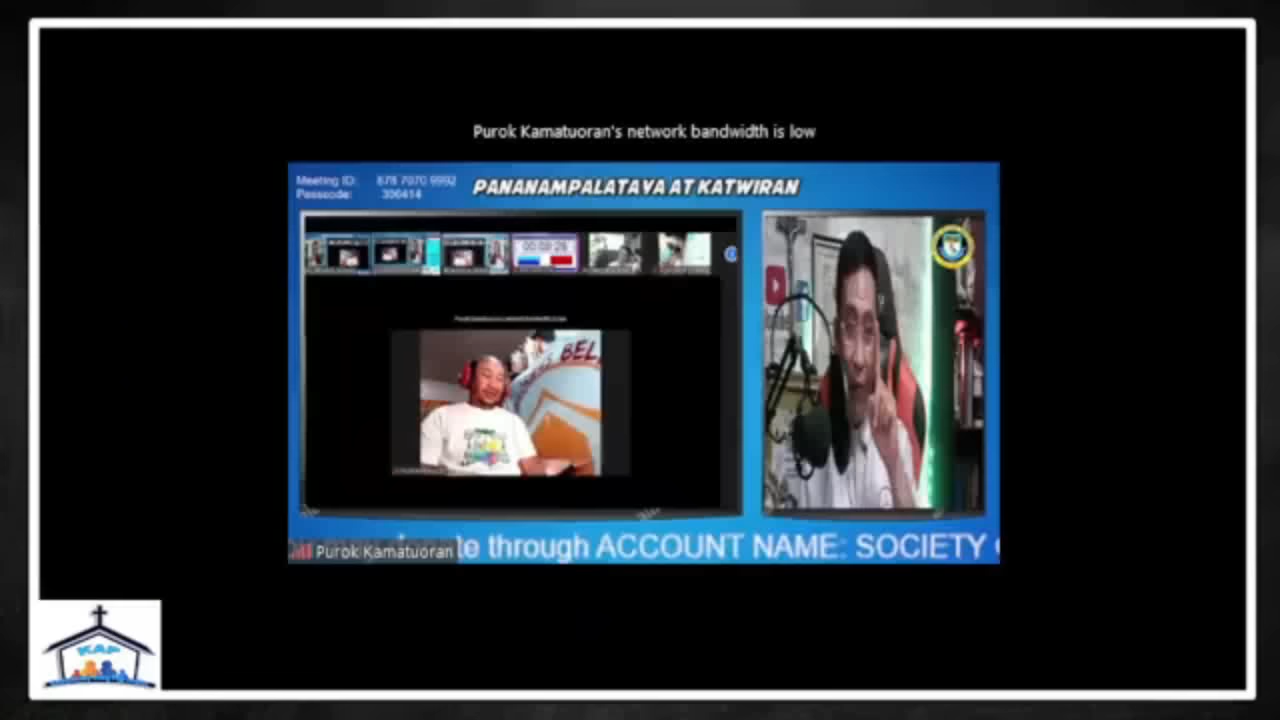 Purok Kamatuoran's network bandwidth is low
Meeting ID: 878 7070 9992
PANANAMPALATAYA AT KATWIRAN
Passcode: 306414
BEL
Purok Kamatuoran
te through ACCOUNT NAME: SOCIETY
KAP